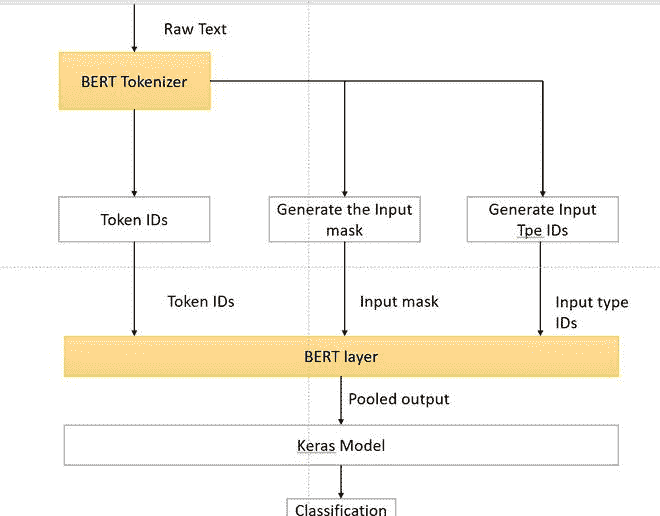 Raw Text
BERT Tokenizer
Token IDs
Generate the Input
mask
Generate Input
Tpe IDs
Token IDs
Input mask
Input type
IDs
BERT layer
Pooled output
Keras Model
Classification